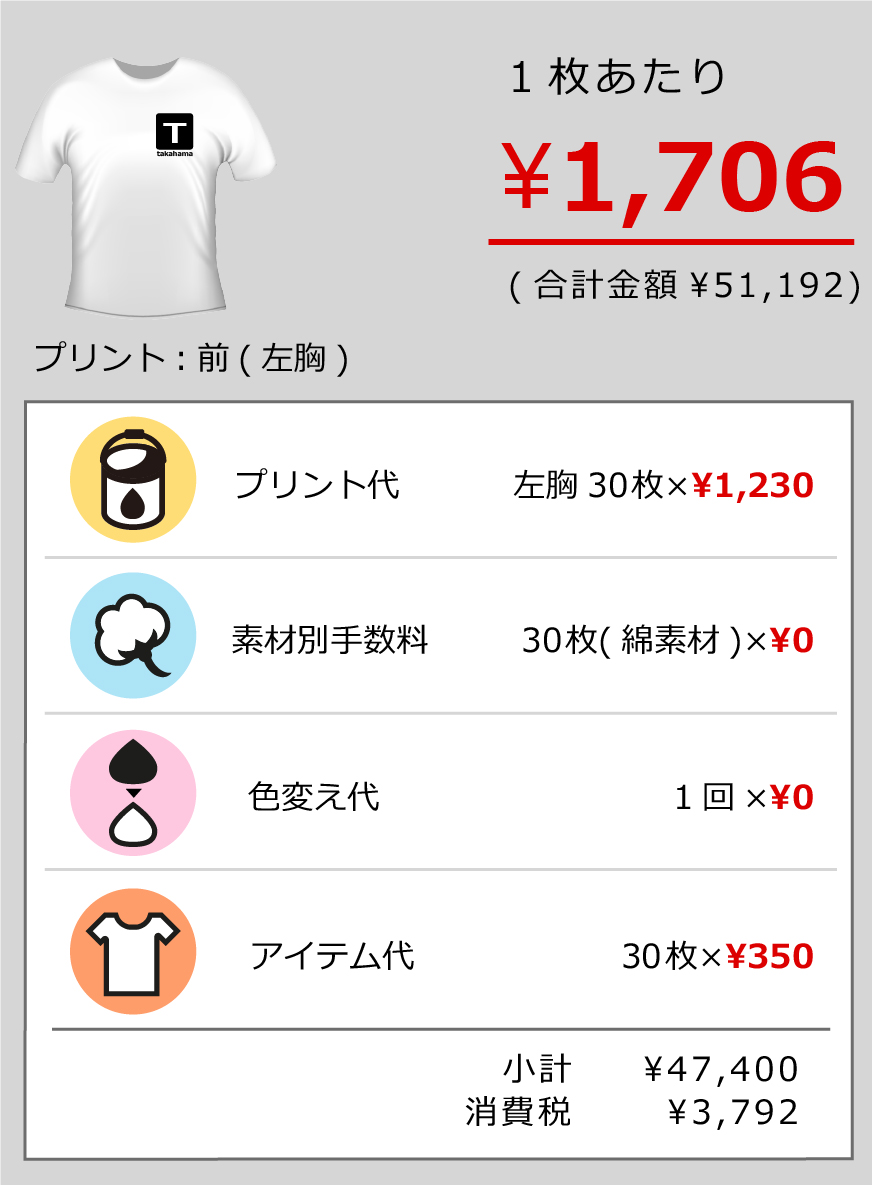 1枚あたり
T
takahama
¥1,706
(合計金額¥51,192)
プリント:前(左胸)
プリント代 左胸30枚×¥1,230
素材別手数料 30枚(綿素材)×¥0
色変え代 1回×¥0
アイテム代 30枚×¥350
小計 ¥47,400
消費税 ¥3,792